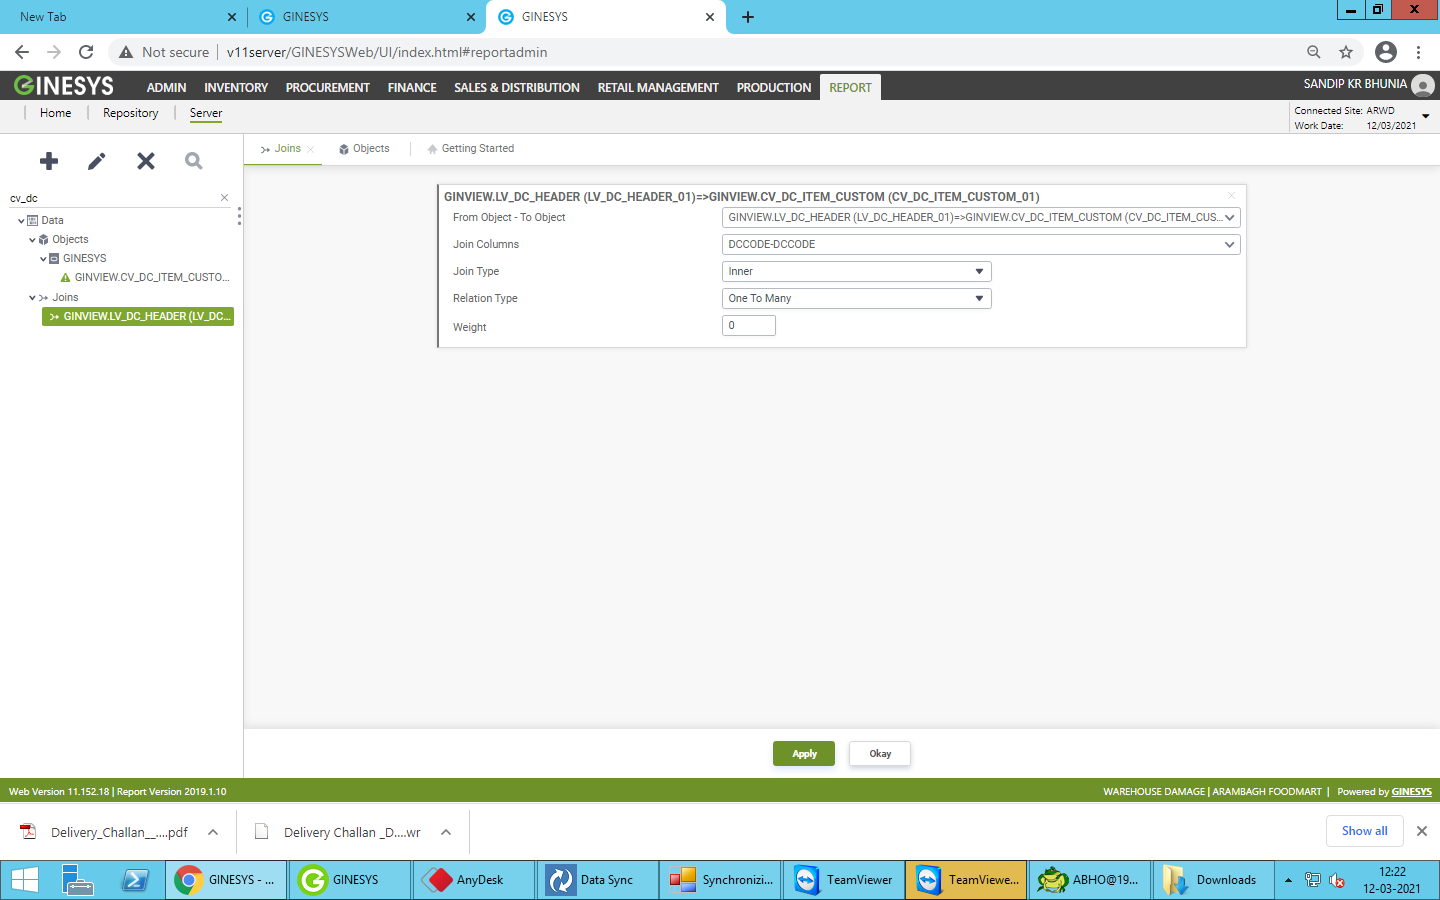 New Tab
GINESYS
GINESYS
Not secure
v11server/GINESYSWeb/UI/index.html#reportadmin
GINESYS
ADMIN
INVENTORY
PROCUREMENT
FINANCE
SALES & DISTRIBUTION
RETAIL MANAGEMENT
PRODUCTION
REPORT
SANDIP KR BHUNIA
Home
Repository
Server
Connected Site: ARWD
Work Date: 12/03/2021
Joins
Objects
Getting Started
cv_dc
Data
Objects
GINESYS
GINVIEW.CV_DC_ITEM_CUSTO...
Joins
GINVIEW.LV_DC_HEADER (LV_DC...
GINVIEW.LV_DC_HEADER (LV_DC_HEADER_01)=>GINVIEW.CV_DC_ITEM_CUSTOM (CV_DC_ITEM_CUSTOM_01)
From Object - To Object
GINVIEW.LV_DC_HEADER (LV_DC_HEADER_01)=>GINVIEW.CV_DC_ITEM_CUSTOM (CV_DC_ITEM_CUS...
Join Columns
DCCODE-DCCODE
Join Type
Inner
Relation Type
One To Many
Weight
0
Apply
Okay
Web Version 11.152.18 | Report Version 2019.1.10
WAREHOUSE DAMAGE | ARAMBAGH FOODMART | Powered by GINESYS
Delivery_Challan__....pdf
Delivery Challan _D....wr
Show all
GINESYS - ...
GINESYS
AnyDesk
Data Sync
Synchronizi...
TeamViewer
TeamViewe...
ABHO@19...
Downloads
12:22
12-03-2021